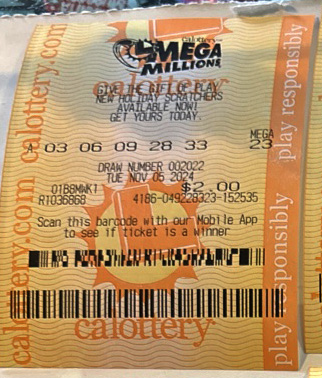 calottery
MEGA
MILLIONS
GIVE THE GIFT OF PLAY
NEW HOLIDAY SCRATCHERS
AVAILABLE NOW!
GET YOURS TODAY.
calottery
MEGA
A 03 06 09 28 33 23
DRAW NUMBER 002022
TUE NOV 05 2024
01B8MWK1 $2.00
R1036868 4186-049228323-152535
Scan this barcode with our Mobile App
to see if ticket is a winner
calottery
calottery.com calottery.com
play responsibly
play responsibly